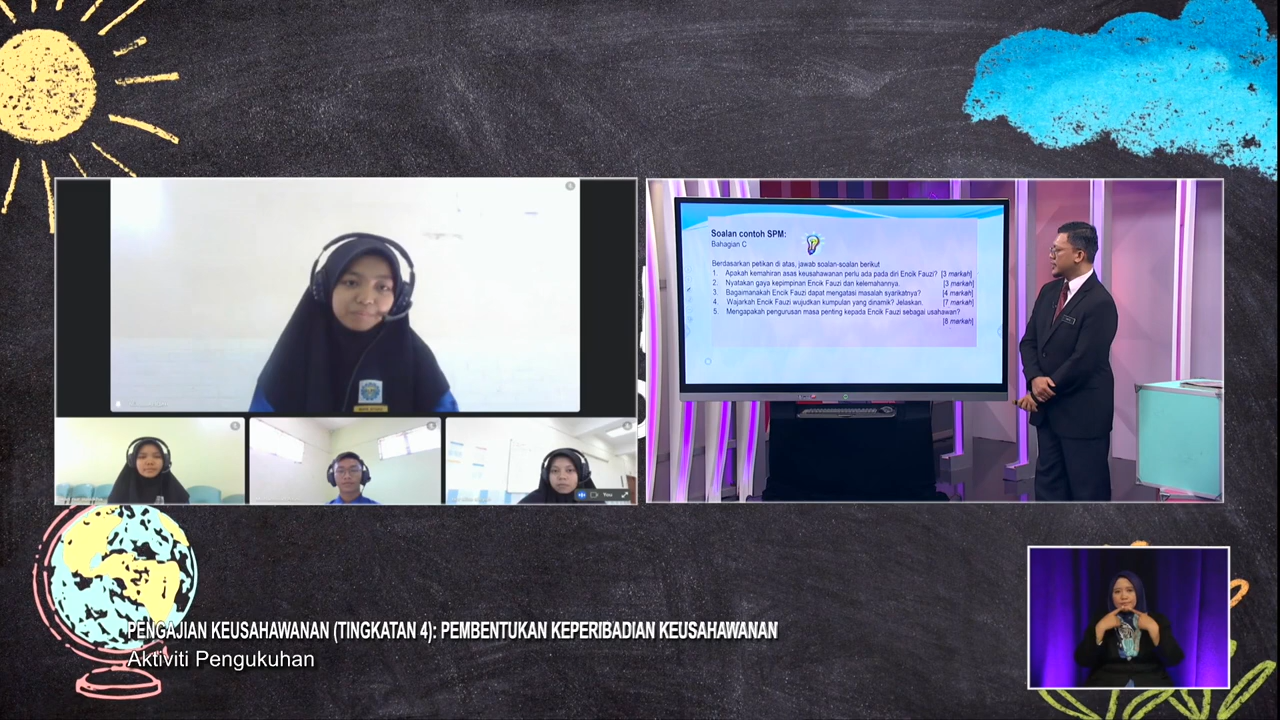 Soalan contoh SPM:
Bahagian C
Berdasarkan petikan di atas, jawab soalan-soalan berikut
1. Apakah kemahiran asas keusahawanan perlu ada pada diri Encik Fauzi? [3 markah]
2. Nyatakan gaya kepimpinan Encik Fauzi dan kelemahannya. [3 markah]
3. Bagaimanakah Encik Fauzi dapat mengatasi masalah syarikatnya? [4 markah]
4. Wajarkah Encik Fauzi wujudkan kumpulan yang dinamik? Jelaskan. [7 markah]
5. Mengapakah pengurusan masa penting kepada Encik Fauzi sebagai usahawan?
[8 markah]
You
PENGAJIAN KEUSAHAWANAN (TINGKATAN 4): PEMBENTUKAN KEPERIBADIAN KEUSAHAWANAN
Aktiviti Pengukuhan